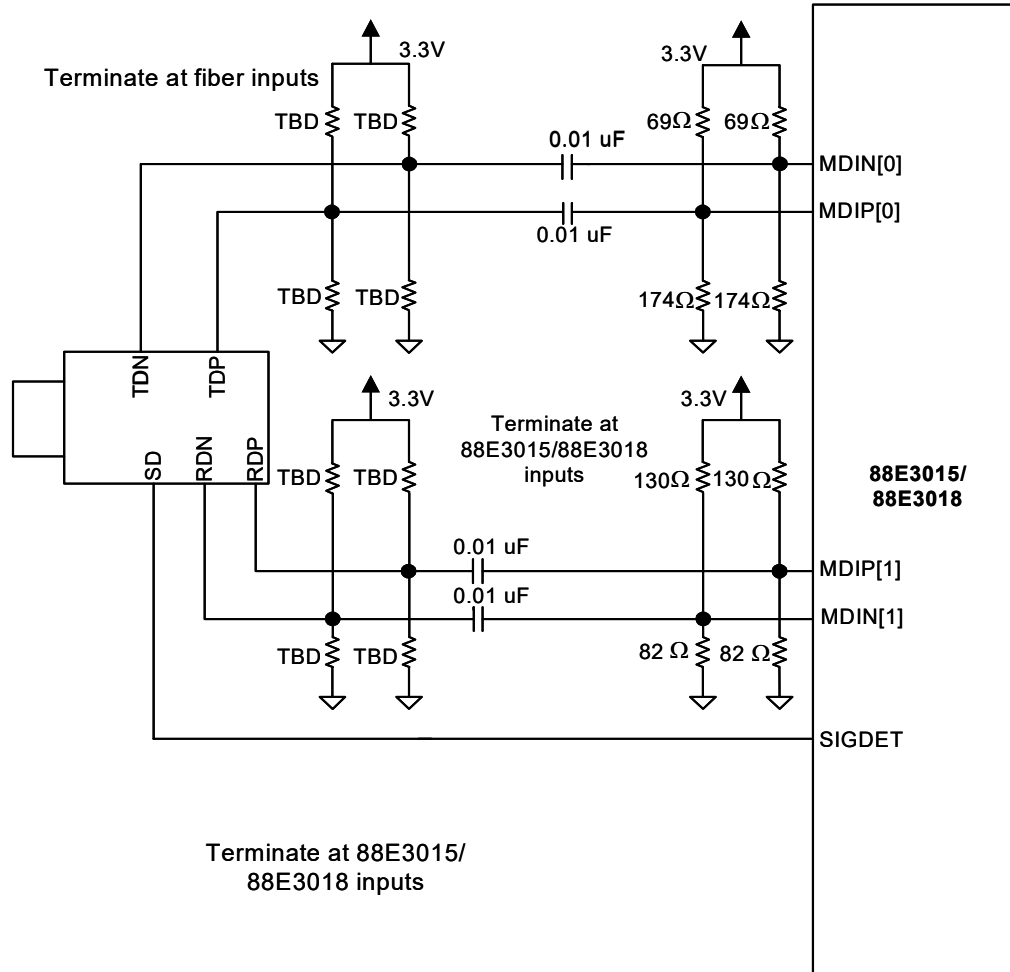 3.3V
3.3V
Terminate at fiber inputs
TBD
TBD
69Ω
69Ω
0.01 uF
MDIN[0]
MDIP[0]
0.01 uF
TBD
TBD
174Ω
174Ω
TDN
TDP
SD
RDN
RDP
3.3V
3.3V
Terminate at
88E3015/88E3018
inputs
TBD
TBD
130Ω
130Ω
88E3015/
88E3018
0.01 uF
MDIP[1]
0.01 uF
MDIN[1]
TBD
TBD
82 Ω
82 Ω
SIGDET
Terminate at 88E3015/
88E3018 inputs